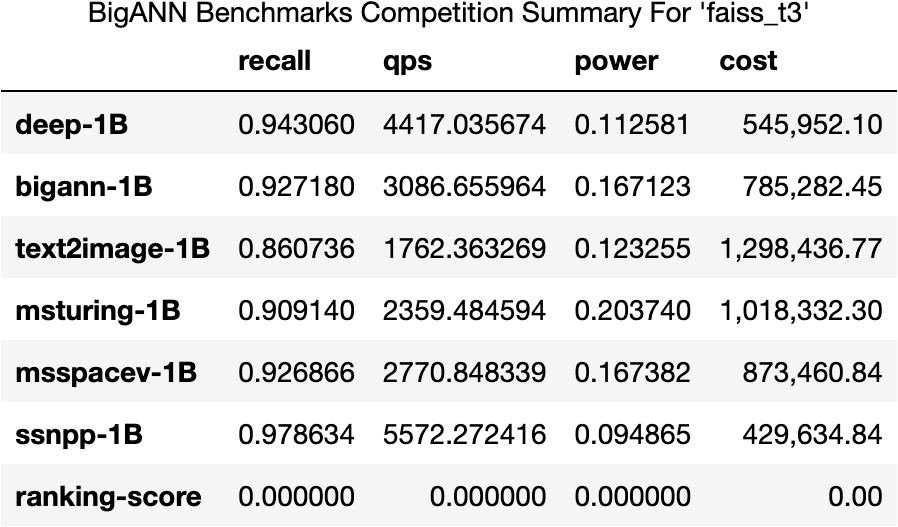 BigANN Benchmarks Competition Summary For 'faiss_t3'
recall qps power cost
deep-1B 0.943060 4417.035674 0.112581 545,952.10
bigann-1B 0.927180 3086.655964 0.167123 785,282.45
text2image-1B 0.860736 1762.363269 0.123255 1,298,436.77
msturing-1B 0.909140 2359.484594 0.203740 1,018,332.30
msspacev-1B 0.926866 2770.848339 0.167382 873,460.84
ssnpp-1B 0.978634 5572.272416 0.094865 429,634.84
ranking-score 0.000000 0.000000 0.000000 0.00